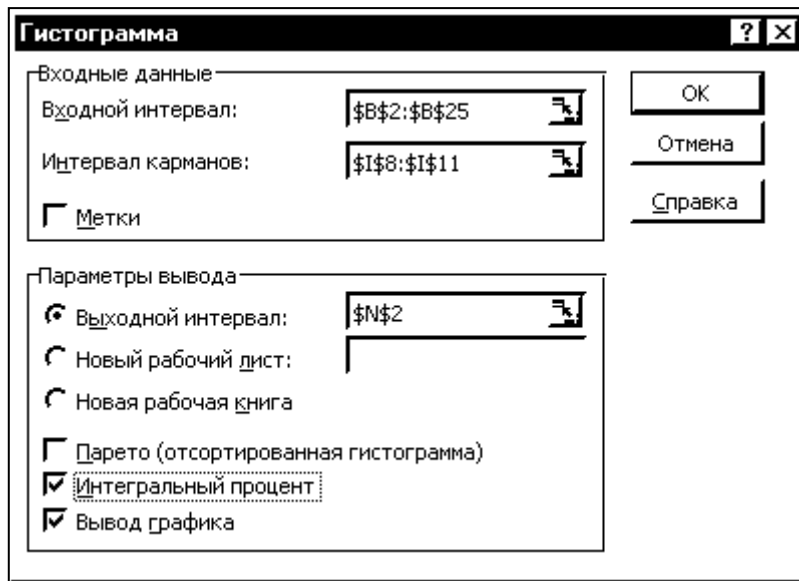 Гистограмма
Входные данные
Входной интервал: $B$2:$B$25
Интервал карманов: $I$8:$I$11
Метки
OK
Отмена
Справка
Параметры вывода
Выходной интервал: $N$2
Новый рабочий лист:
Новая рабочая книга
Парето (отсортированная гистограмма)
Интегральный процент
Вывод графика